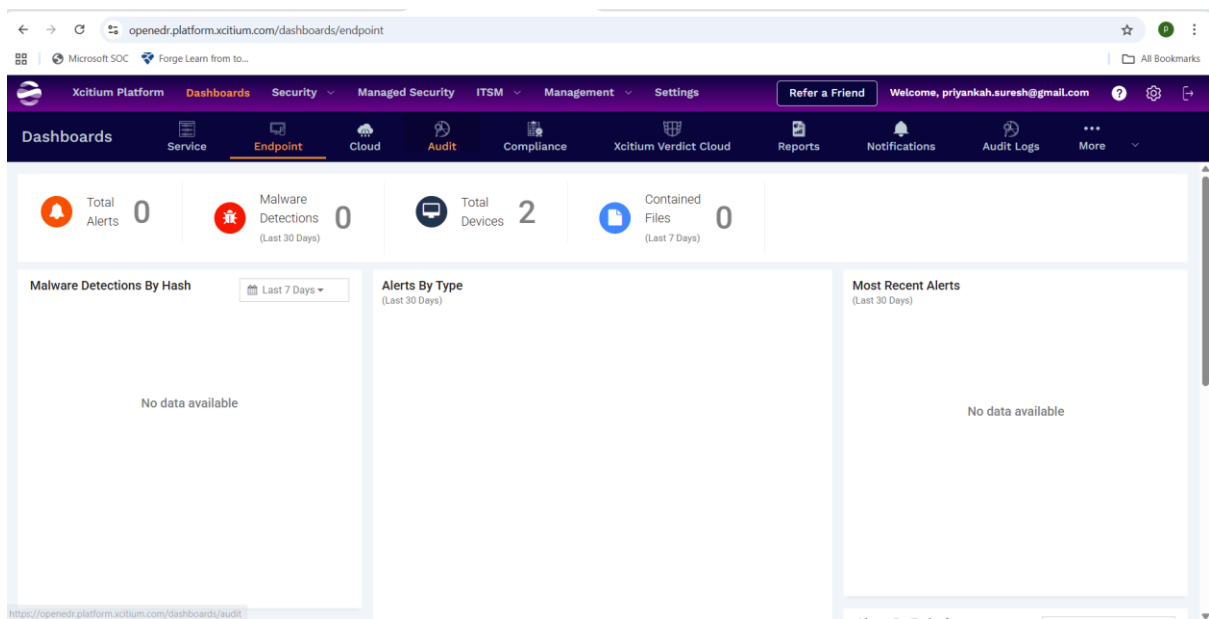 openedr.platform.xcitium.com/dashboards/endpoint
P
Microsoft SOC Forge Learn from to... All Bookmarks
Xcitium Platform Dashboards Security Managed Security ITSM Management Settings Refer a Friend Welcome, priyankah.suresh@gmail.com ?
Dashboards Service Endpoint Cloud Audit Compliance Xcitium Verdict Cloud Reports Notifications Audit Logs More
Total
Alerts
0
Malware
Detections
(Last 30 Days)
0
Total
Devices
2
Contained
Files
(Last 7 Days)
0
Malware Detections By Hash Last 7 Days
No data available
Alerts By Type
(Last 30 Days)
Most Recent Alerts
(Last 30 Days)
No data available
https://openedr.platform.xcitium.com/dashboards/audit